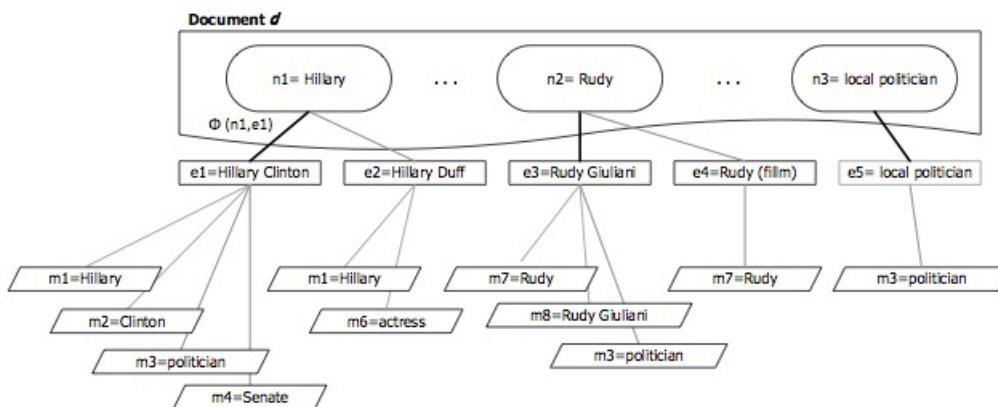 Document d
n1= Hillary ... n2= Rudy ... n3= local politician
Φ (n1,e1)
e1=Hillary Clinton e2=Hillary Duff e3=Rudy Giuliani e4=Rudy (fillm) e5= local politician
m1=Hillary m1=Hillary m7=Rudy m7=Rudy m3=politician
m2=Clinton m6=actress m8=Rudy Giuliani
m3=politician m3=politician
m4=Senate